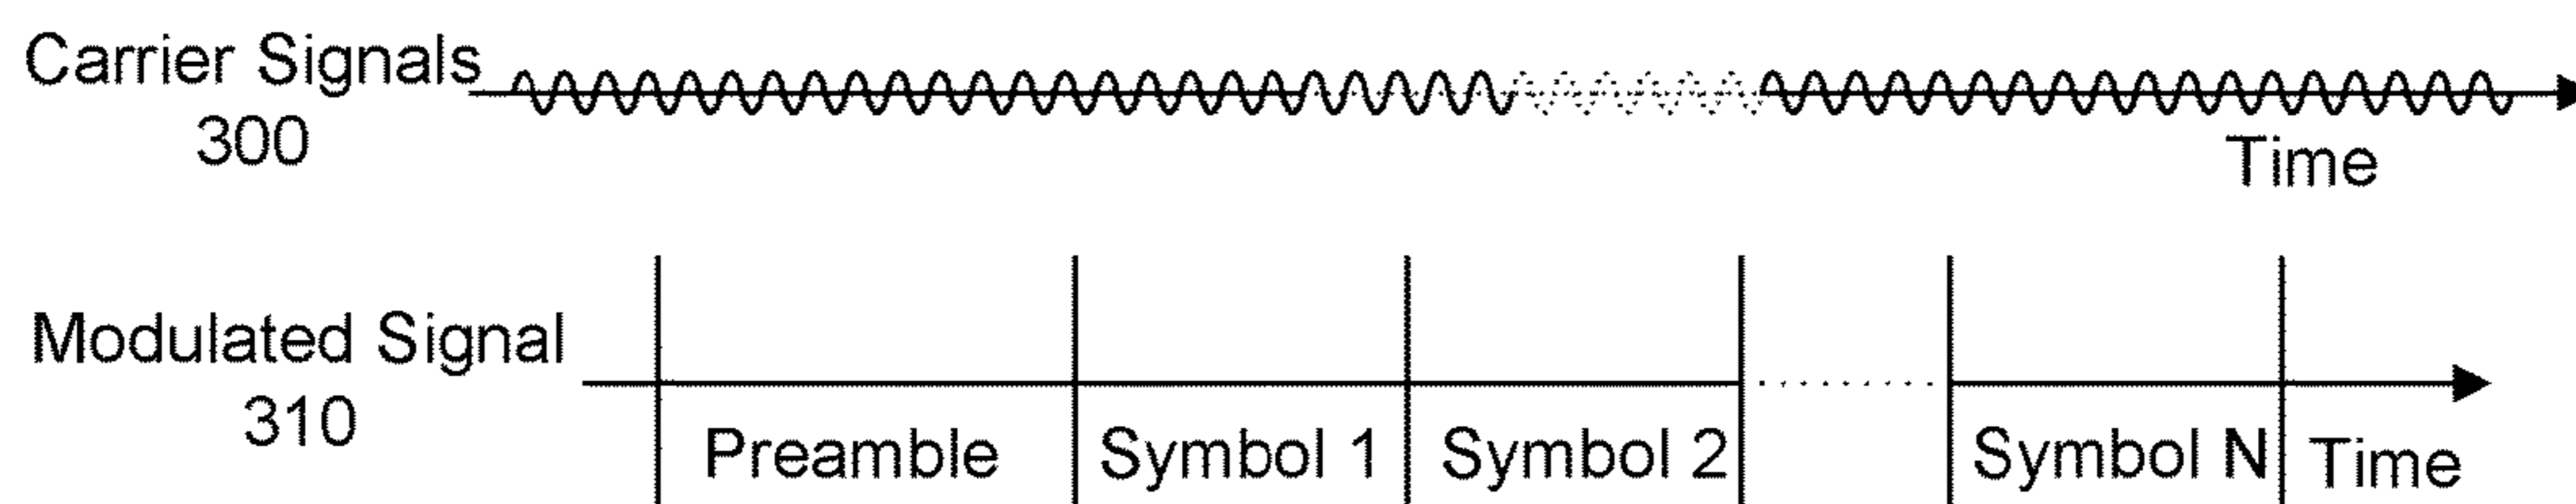 Carrier Signals
300
Time
Modulated Signal
310
Preamble Symbol 1 Symbol 2 Symbol N Time